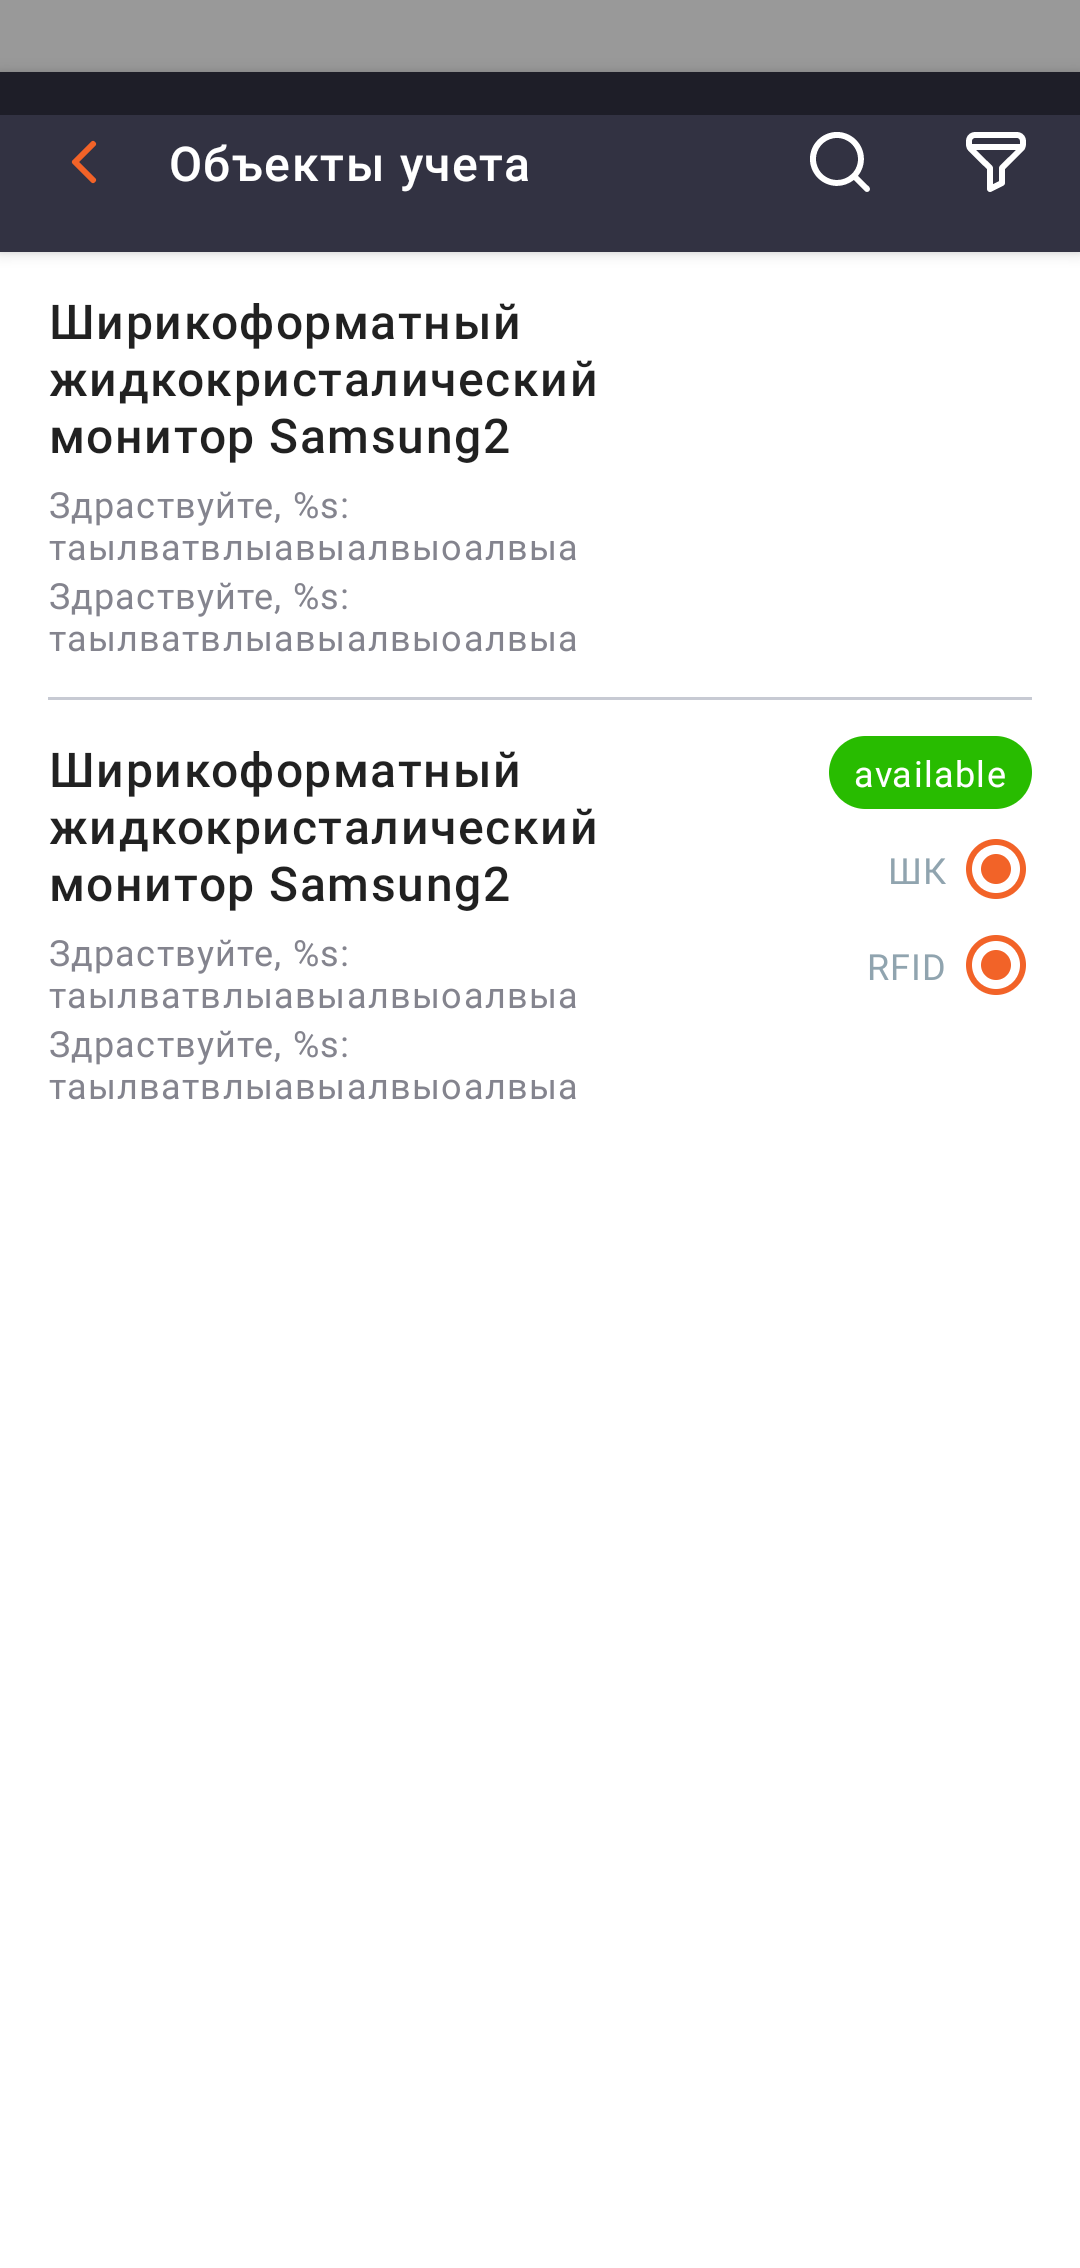 Объекты учета
Ширикоформатный
жидкокристалический
монитор Samsung2
Здраствуйте, %s:
таылватвлыавыалвыоалвыа
Здраствуйте, %s:
таылватвлыавыалвыоалвыа
Ширикоформатный
жидкокристалический
монитор Samsung2
available
ШК
RFID
Здраствуйте, %s:
таылватвлыавыалвыоалвыа
Здраствуйте, %s:
таылватвлыавыалвыоалвыа